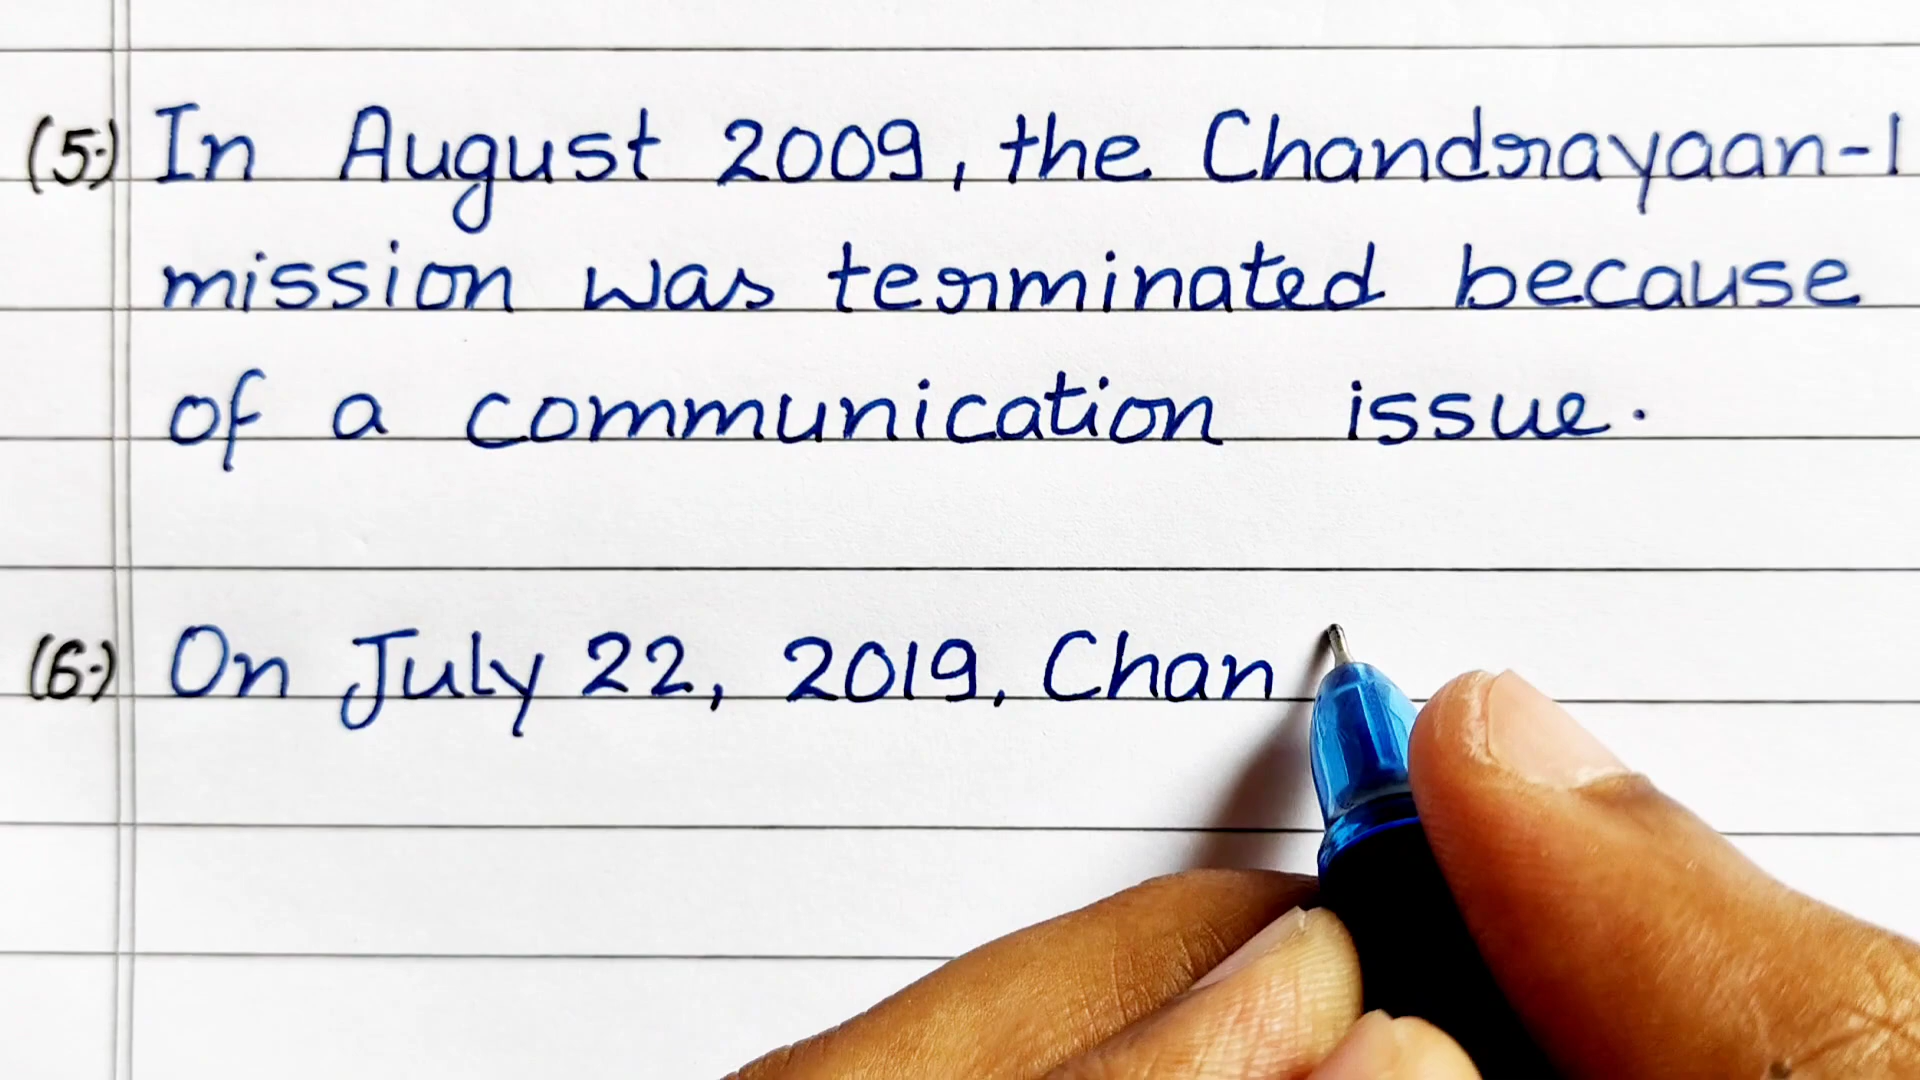 (5.) In August 2009, the Chandrayaan-1
mission was terminated because
of a communication issue.
(6.) On July 22, 2019, Chan